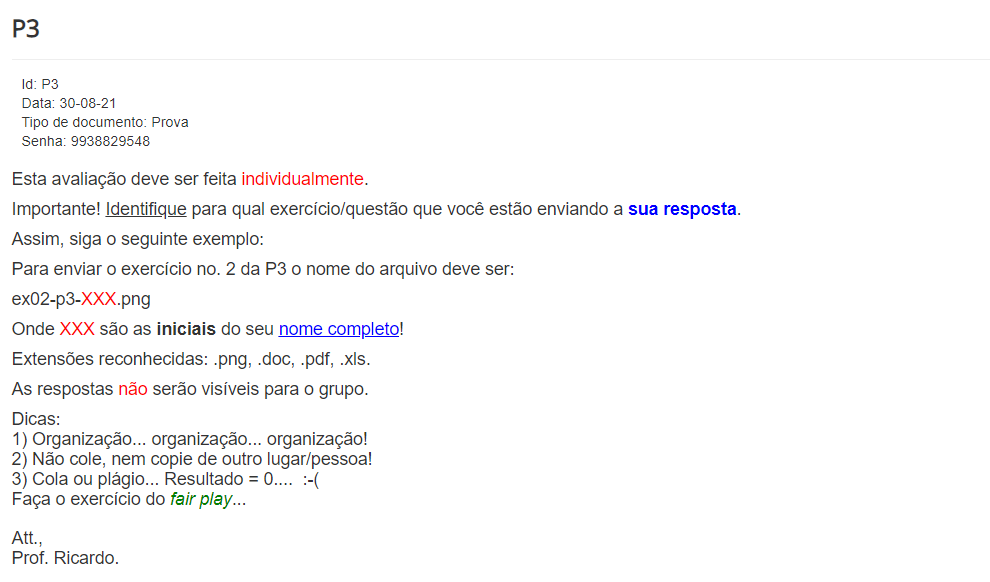 P3
Id: P3
Data: 30-08-21
Tipo de documento: Prova
Senha: 9938829548
Esta avaliação deve ser feita individualmente.
Importante! Identifique para qual exercício/questão que você estão enviando a sua resposta.
Assim, siga o seguinte exemplo:
Para enviar o exercício no. 2 da P3 o nome do arquivo deve ser:
ex02-p3-XXX.png
Onde XXX são as iniciais do seu nome completo!
Extensões reconhecidas: .png, .doc, .pdf, .xls.
As respostas não serão visíveis para o grupo.
Dicas:
1) Organização... organização... organização!
2) Não cole, nem copie de outro lugar/pessoa!
3) Cola ou plágio... Resultado = 0....  :-(
Faça o exercício do fair play...
Att.,
Prof. Ricardo.